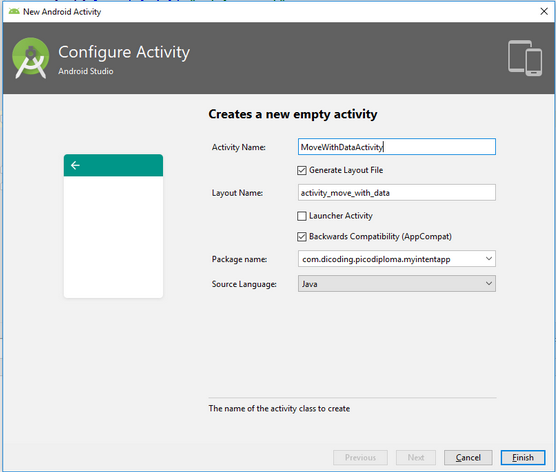 New Android Activity
Configure Activity
Android Studio
Creates a new empty activity
Activity Name: MoveWithDataActivity
Generate Layout File
Layout Name: activity_move_with_data
Launcher Activity
Backwards Compatibility (AppCompat)
Package name: com.dicoding.picodiploma.myintentapp
Source Language: Java
The name of the activity class to create
Previous Next Cancel Finish